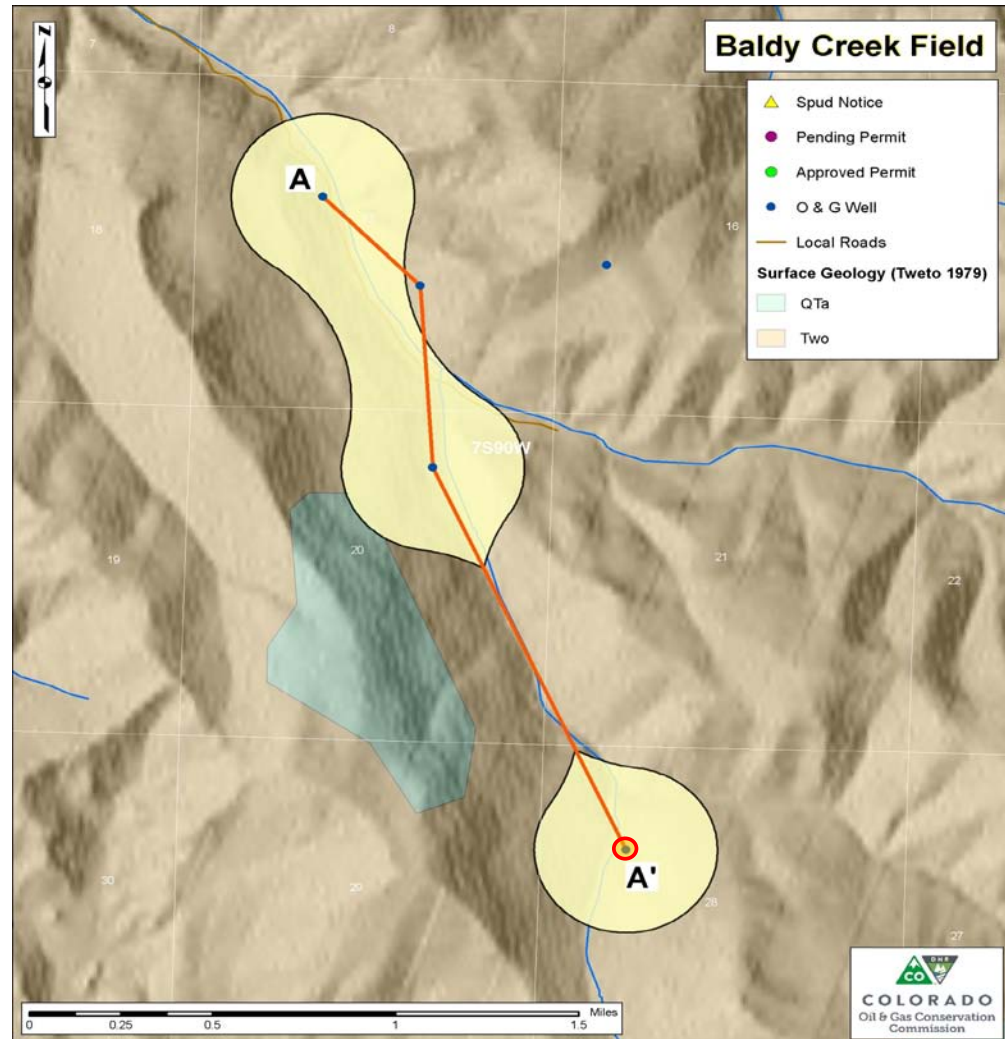 Baldy Creek Field
N
Spud Notice
Pending Permit
Approved Permit
O & G Well
Local Roads
Surface Geology (Tweto 1979)
QTa
Two
7
8
A
18
16
7S90W
20
19
21
22
A'
30
29
28
27
Miles
0 0.25 0.5 1 1.5
CO
DNR
COLORADO
Oil & Gas Conservation
Commission